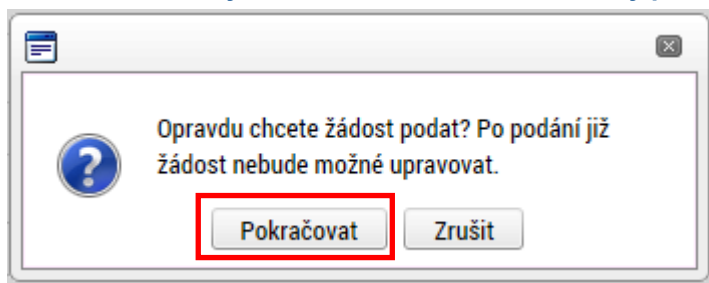 Opravdu chcete žádost podat? Po podání již
žádost nebude možné upravovat.
Pokračovat
Zrušit